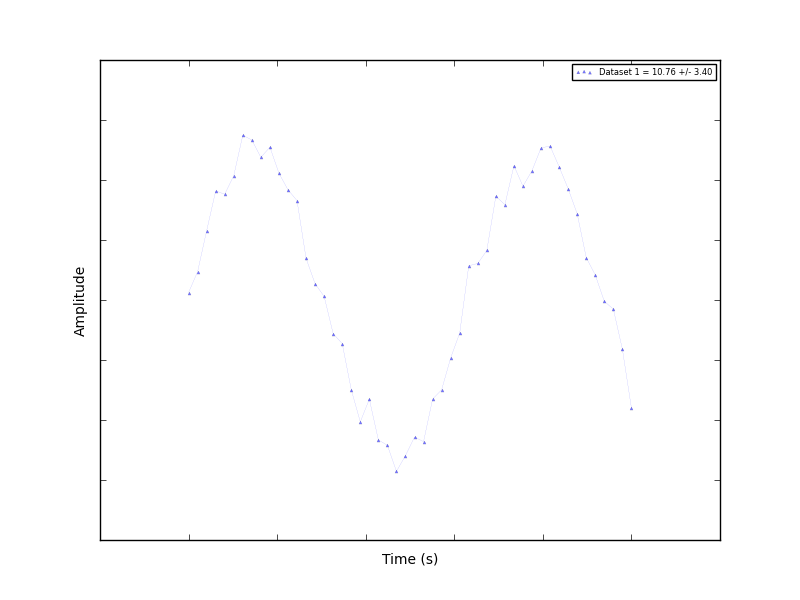 Dataset 1 = 10.76 +/- 3.40
Amplitude
Time (s)